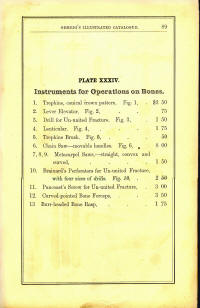 GEMRIG'S ILLUSTRATED CATALOGUE. 89
PLATE XXXIV.
Instruments for Operations on Bones.
1. Trephine, conical crown pattern. Fig. 1, $3 50
2. Lever Elevator. Fig. 2, . . 75
3. Drill for Un-united Fracture. Fig. 3, 1 50
4. Lenticular. Fig. 4, . . 1 75
5. Trephine Brush. Fig. 5, . . 50
6. Chain Saw—movable handles. Fig. 6, 8 00
7, 8, 9. Metacarpal Saws,—straight, convex and
curved, . . . 1 50
10. Brainard's Perforators for Un-united Fracture,
with four sizes of drills. Fig. 10, . 2 50
11. Pancoast's Screw for Un-united Fracture, . 3 00
12. Curved-pointed Bone Forceps, . 3 50
13 Burr-headed Bone Rasp, . . 1 75